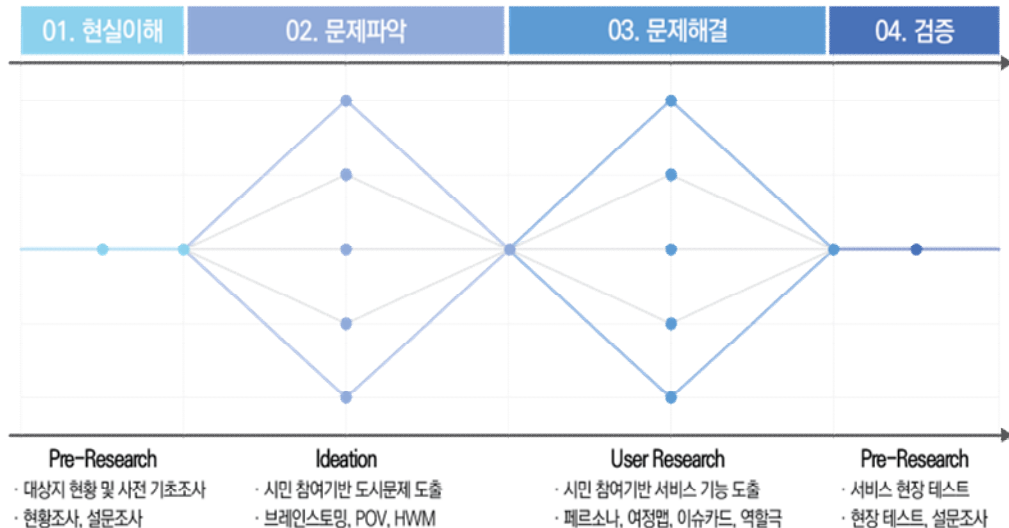 01. 현실이해
02. 문제파악
03. 문제해결
04. 검증
Pre-Research
· 대상지 현황 및 사전 기초조사
· 현황조사, 설문조사
Ideation
· 시민 참여기반 도시문제 도출
· 브레인스토밍, POV, HWM
User Research
· 시민 참여기반 서비스 기능 도출
· 페르소나, 여정맵, 이슈카드, 역할극
Pre-Research
· 서비스 현장 테스트
· 현장 테스트, 설문조사